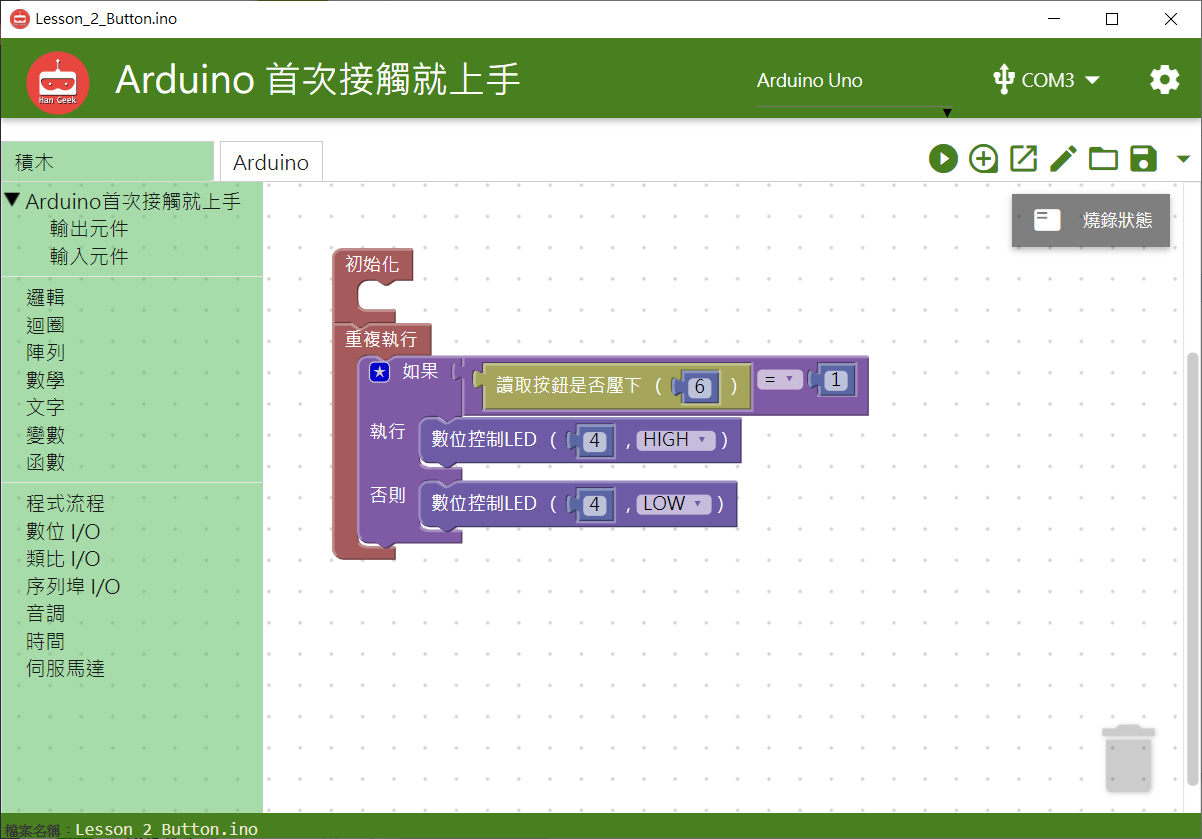 Lesson_2_Button.ino
Han Geek
Arduino 首次接觸就上手
Arduino Uno
COM3
積木
Arduino
Arduino首次接觸就上手
輸出元件
輸入元件
邏輯
迴圈
陣列
數學
文字
變數
函數
程式流程
數位 I/O
類比 I/O
序列埠 I/O
音調
時間
伺服馬達
燒錄狀態
初始化
重複執行
如果 讀取按鈕是否壓下 ( 6 ) = 1
執行 數位控制LED ( 4 , HIGH )
否則 數位控制LED ( 4 , LOW )
檔案名稱：Lesson_2_Button.ino